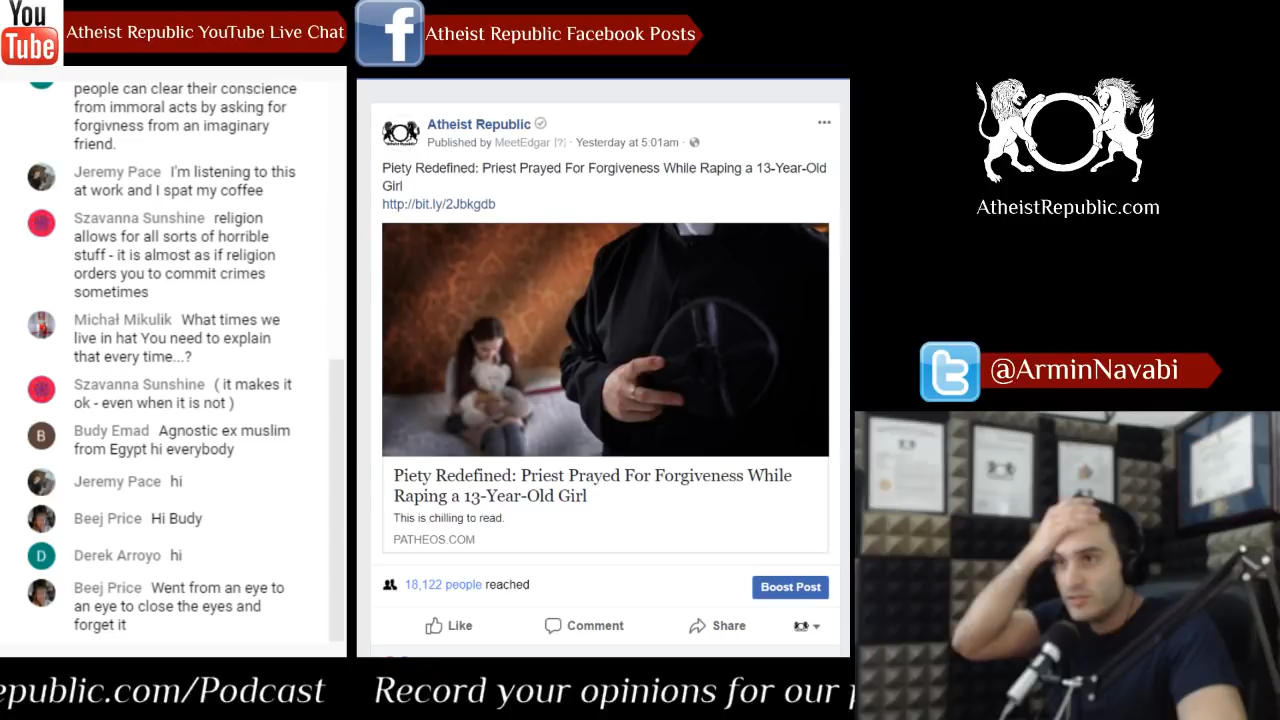 You
Tube
Atheist Republic YouTube Live Chat
people can clear their conscience
from immoral acts by asking for
forgivness from an imaginary
friend.
Jeremy Pace I'm listening to this
at work and I spat my coffee
Szavanna Sunshine religion
allows for all sorts of horrible
stuff - it is almost as if religion
orders you to commit crimes
sometimes
Michał Mikulik What times we
live in hat You need to explain
that every time...?
Szavanna Sunshine ( it makes it
ok - even when it is not )
B Budy Emad Agnostic ex muslim
from Egypt hi everybody
Jeremy Pace hi
Beej Price Hi Budy
D Derek Arroyo hi
Beej Price Went from an eye to
an eye to close the eyes and
forget it
f Atheist Republic Facebook Posts
Atheist Republic
Published by MeetEdgar [?] · Yesterday at 5:01am ·
Piety Redefined: Priest Prayed For Forgiveness While Raping a 13-Year-Old
Girl
http://bit.ly/2Jbkgdb
Piety Redefined: Priest Prayed For Forgiveness While
Raping a 13-Year-Old Girl
This is chilling to read.
PATHEOS.COM
18,122 people reached
Boost Post
Like Comment Share
AtheistRepublic.com
@ArminNavabi
epublic.com/Podcast Record your opinions for our